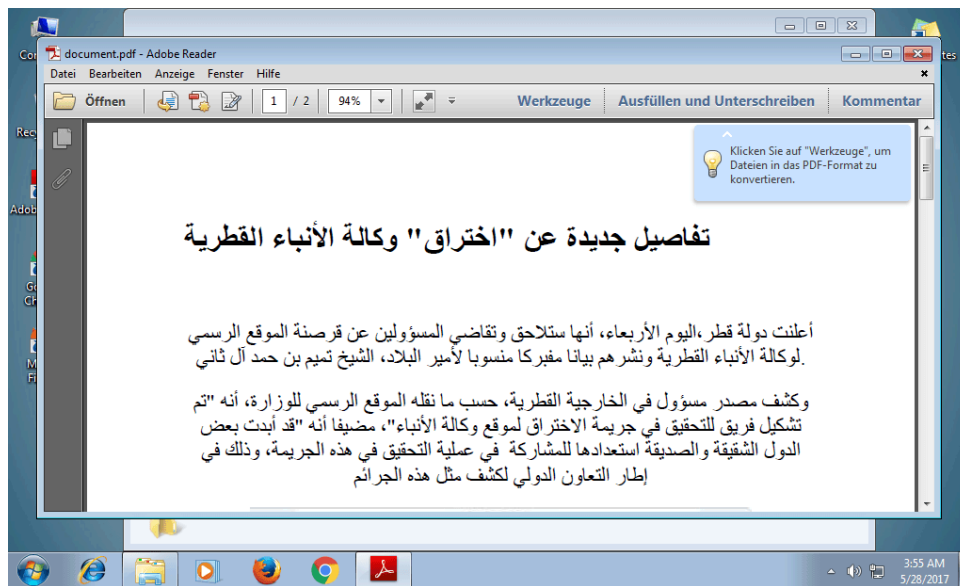 document.pdf - Adobe Reader
Datei Bearbeiten Anzeige Fenster Hilfe
Öffnen 1 / 2 94% Werkzeuge Ausfüllen und Unterschreiben Kommentar
Klicken Sie auf "Werkzeuge", um
Dateien in das PDF-Format zu
konvertieren.
تفاصيل جديدة عن "اختراق" وكالة الأنباء القطرية
أعلنت دولة قطر ،اليوم الأربعاء، أنها ستلاحق وتقاضي المسؤولين عن قرصنة الموقع الرسمي
.لوكالة الأنباء القطرية ونشرهم بيانا مفبركا منسوبا لأمير البلاد، الشيخ تميم بن حمد آل ثاني
وكشف مصدر مسؤول في الخارجية القطرية، حسب ما نقله الموقع الرسمي للوزارة، أنه "تم
تشكيل فريق للتحقيق في جريمة الاختراق لموقع وكالة الأنباء"، مضيفا أنه "قد أبدت بعض
الدول الشقيقة والصديقة استعدادها للمشاركة في عملية التحقيق في هذه الجريمة، وذلك في
إطار التعاون الدولي لكشف مثل هذه الجرائم
3:55 AM
5/28/2017